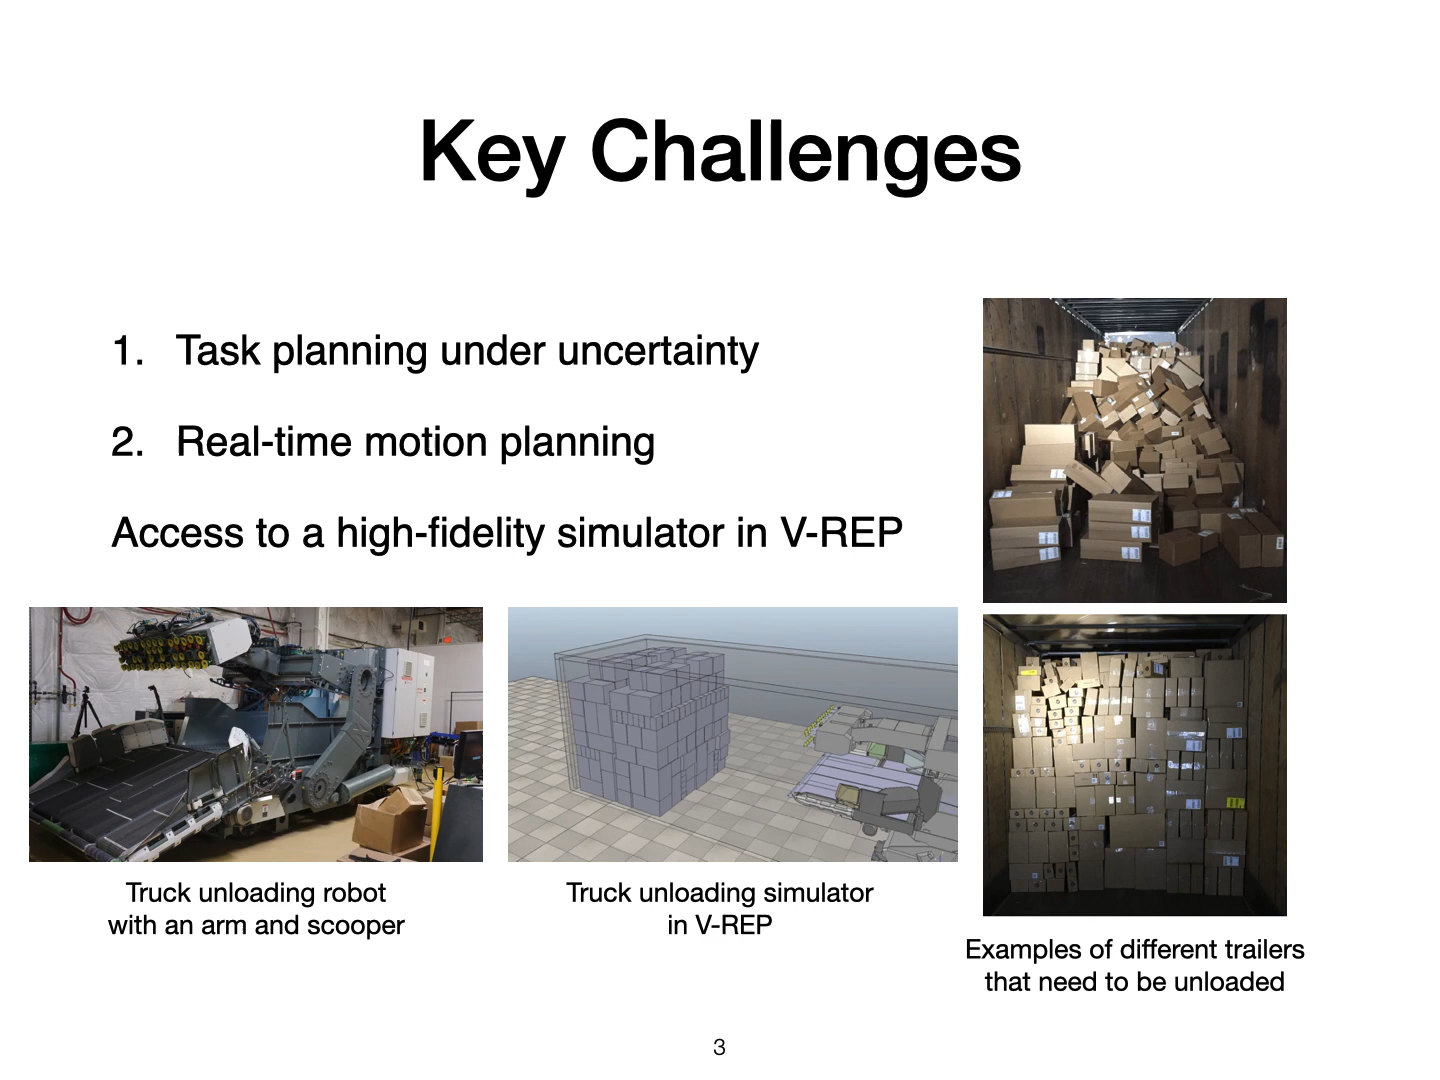 Key Challenges
1. Task planning under uncertainty
2. Real-time motion planning
Access to a high-fidelity simulator in V-REP
Truck unloading robot
with an arm and scooper
Truck unloading simulator
in V-REP
Examples of different trailers
that need to be unloaded
3